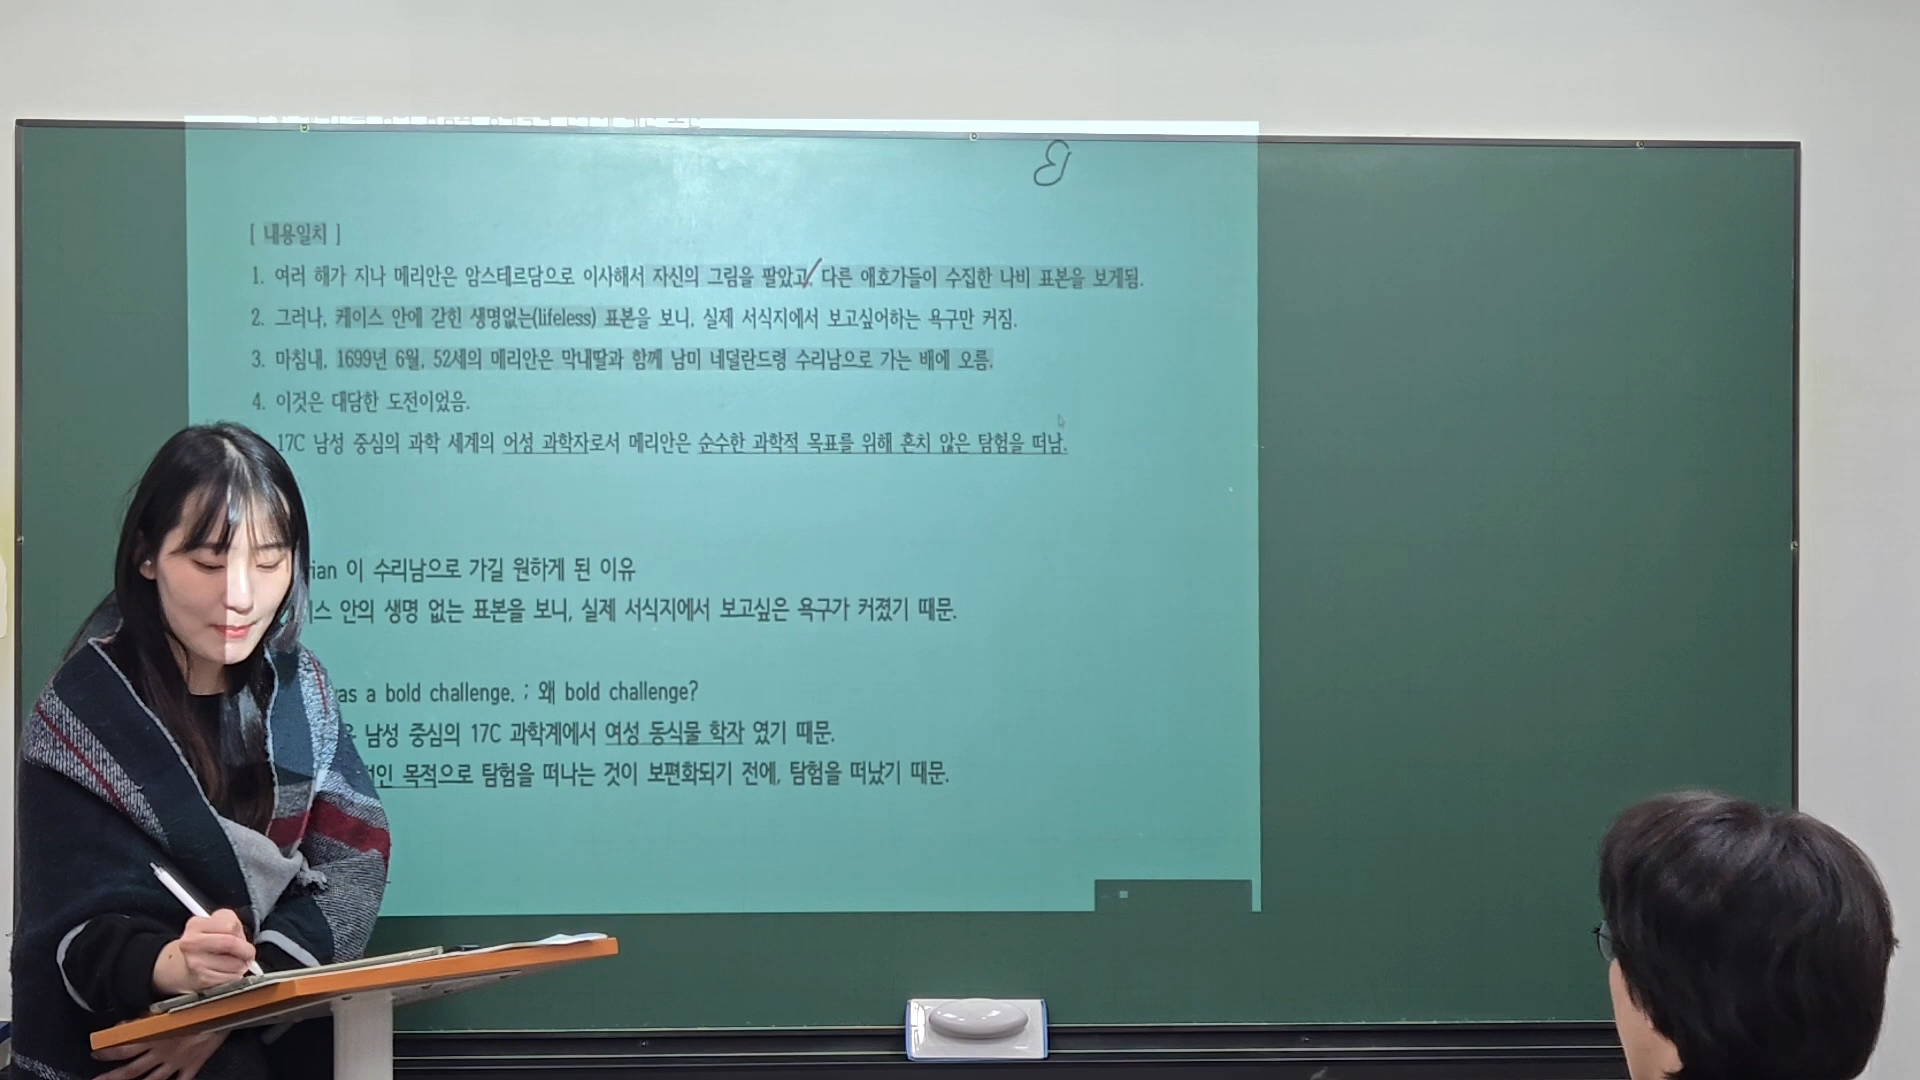 [ 내용일치 ]
1. 여러 해가 지나 메리안은 암스테르담으로 이사해서 자신의 그림을 팔았고, 다른 애호가들이 수집한 나비 표본을 보게됨.
2. 그러나, 케이스 안에 갇힌 생명없는(lifeless) 표본을 보니, 실제 서식지에서 보고싶어하는 욕구만 커짐.
3. 마침내, 1699년 6월, 52세의 메리안은 막내딸과 함께 남미 네덜란드령 수리남으로 가는 배에 오름.
4. 이것은 대담한 도전이었음.
17C 남성 중심의 과학 세계의 여성 과학자로서 메리안은 순수한 과학적 목표를 위해 흔치 않은 탐험을 떠남.
이 수리남으로 가길 원하게 된 이유
안의 생명 없는 표본을 보니, 실제 서식지에서 보고싶은 욕구가 커졌기 때문.
a bold challenge. ; 왜 bold challenge?
남성 중심의 17C 과학계에서 여성 동식물 학자 였기 때문.
목적으로 탐험을 떠나는 것이 보편화되기 전에, 탐험을 떠났기 때문.